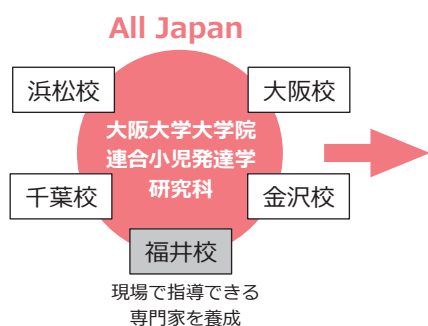 All Japan
浜松校
大阪校
大阪大学大学院
連合小児発達学
研究科
千葉校
金沢校
福井校
現場で指導できる
専門家を養成